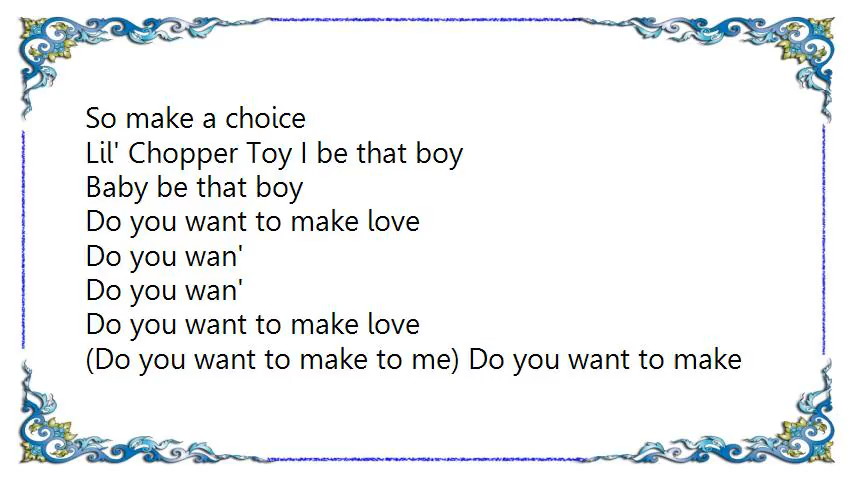 So make a choice
Lil' Chopper Toy I be that boy
Baby be that boy
Do you want to make love
Do you wan'
Do you wan'
Do you want to make love
(Do you want to make to me) Do you want to make